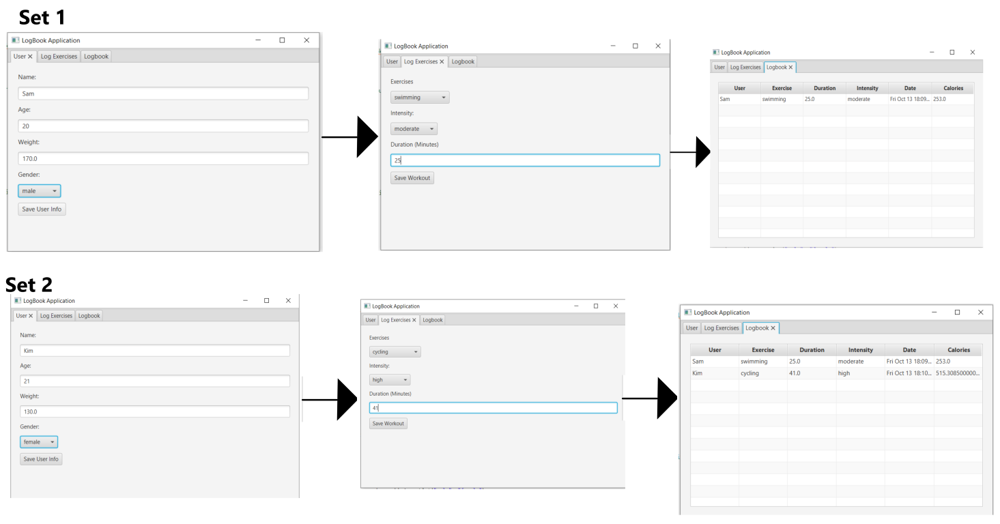 Set 1
LogBook Application
User Log Exercises Logbook
Name:
Sam
Age:
20
Weight:
170.0
Gender:
male
Save User Info
LogBook Application
User Log Exercises Logbook
Exercises
swimming
Intensity:
moderate
Duration (Minutes)
25
Save Workout
LogBook Application
User Log Exercises Logbook
User Exercise Duration Intensity Date Calories
Sam swimming 25.0 moderate Fri Oct 13 18:09... 253.0
Set 2
LogBook Application
User Log Exercises Logbook
Name:
Kim
Age:
21
Weight:
130.0
Gender:
female
Save User Info
LogBook Application
User Log Exercises Logbook
Exercises
cycling
Intensity:
high
Duration (Minutes)
41
Save Workout
LogBook Application
User Log Exercises Logbook
User Exercise Duration Intensity Date Calories
Sam swimming 25.0 moderate Fri Oct 13 18:09... 253.0
Kim cycling 41.0 high Fri Oct 13 18:10... 515.308500000...